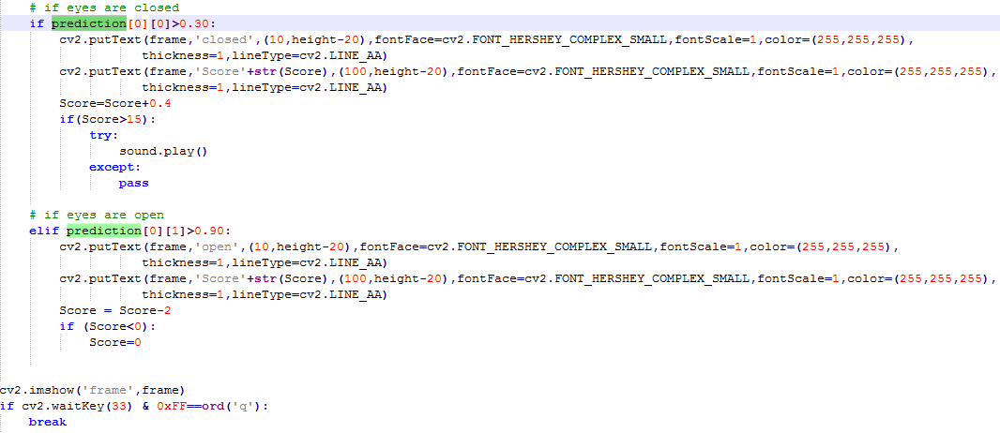 # if eyes are closed
if prediction[0][0]>0.30:
cv2.putText(frame,'closed',(10,height-20),fontFace=cv2.FONT_HERSHEY_COMPLEX_SMALL,fontScale=1,color=(255,255,255),
thickness=1,lineType=cv2.LINE_AA)
cv2.putText(frame,'Score'+str(Score),(100,height-20),fontFace=cv2.FONT_HERSHEY_COMPLEX_SMALL,fontScale=1,color=(255,255,255),
thickness=1,lineType=cv2.LINE_AA)
Score=Score+0.4
if(Score>15):
try:
sound.play()
except:
pass
# if eyes are open
elif prediction[0][1]>0.90:
cv2.putText(frame,'open',(10,height-20),fontFace=cv2.FONT_HERSHEY_COMPLEX_SMALL,fontScale=1,color=(255,255,255),
thickness=1,lineType=cv2.LINE_AA)
cv2.putText(frame,'Score'+str(Score),(100,height-20),fontFace=cv2.FONT_HERSHEY_COMPLEX_SMALL,fontScale=1,color=(255,255,255),
thickness=1,lineType=cv2.LINE_AA)
Score = Score-2
if (Score<0):
Score=0
cv2.imshow('frame',frame)
if cv2.waitKey(33) & 0xFF==ord('q'):
break